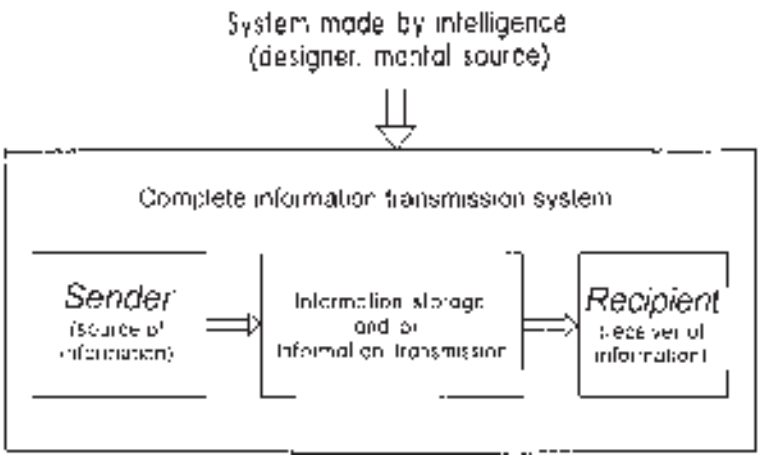 System made by intelligence
(designer, mental source)
Complete information transmission system
Sender
(source of
information)
Information storage
and or
information transmission
Recipient
(receiver of
information)